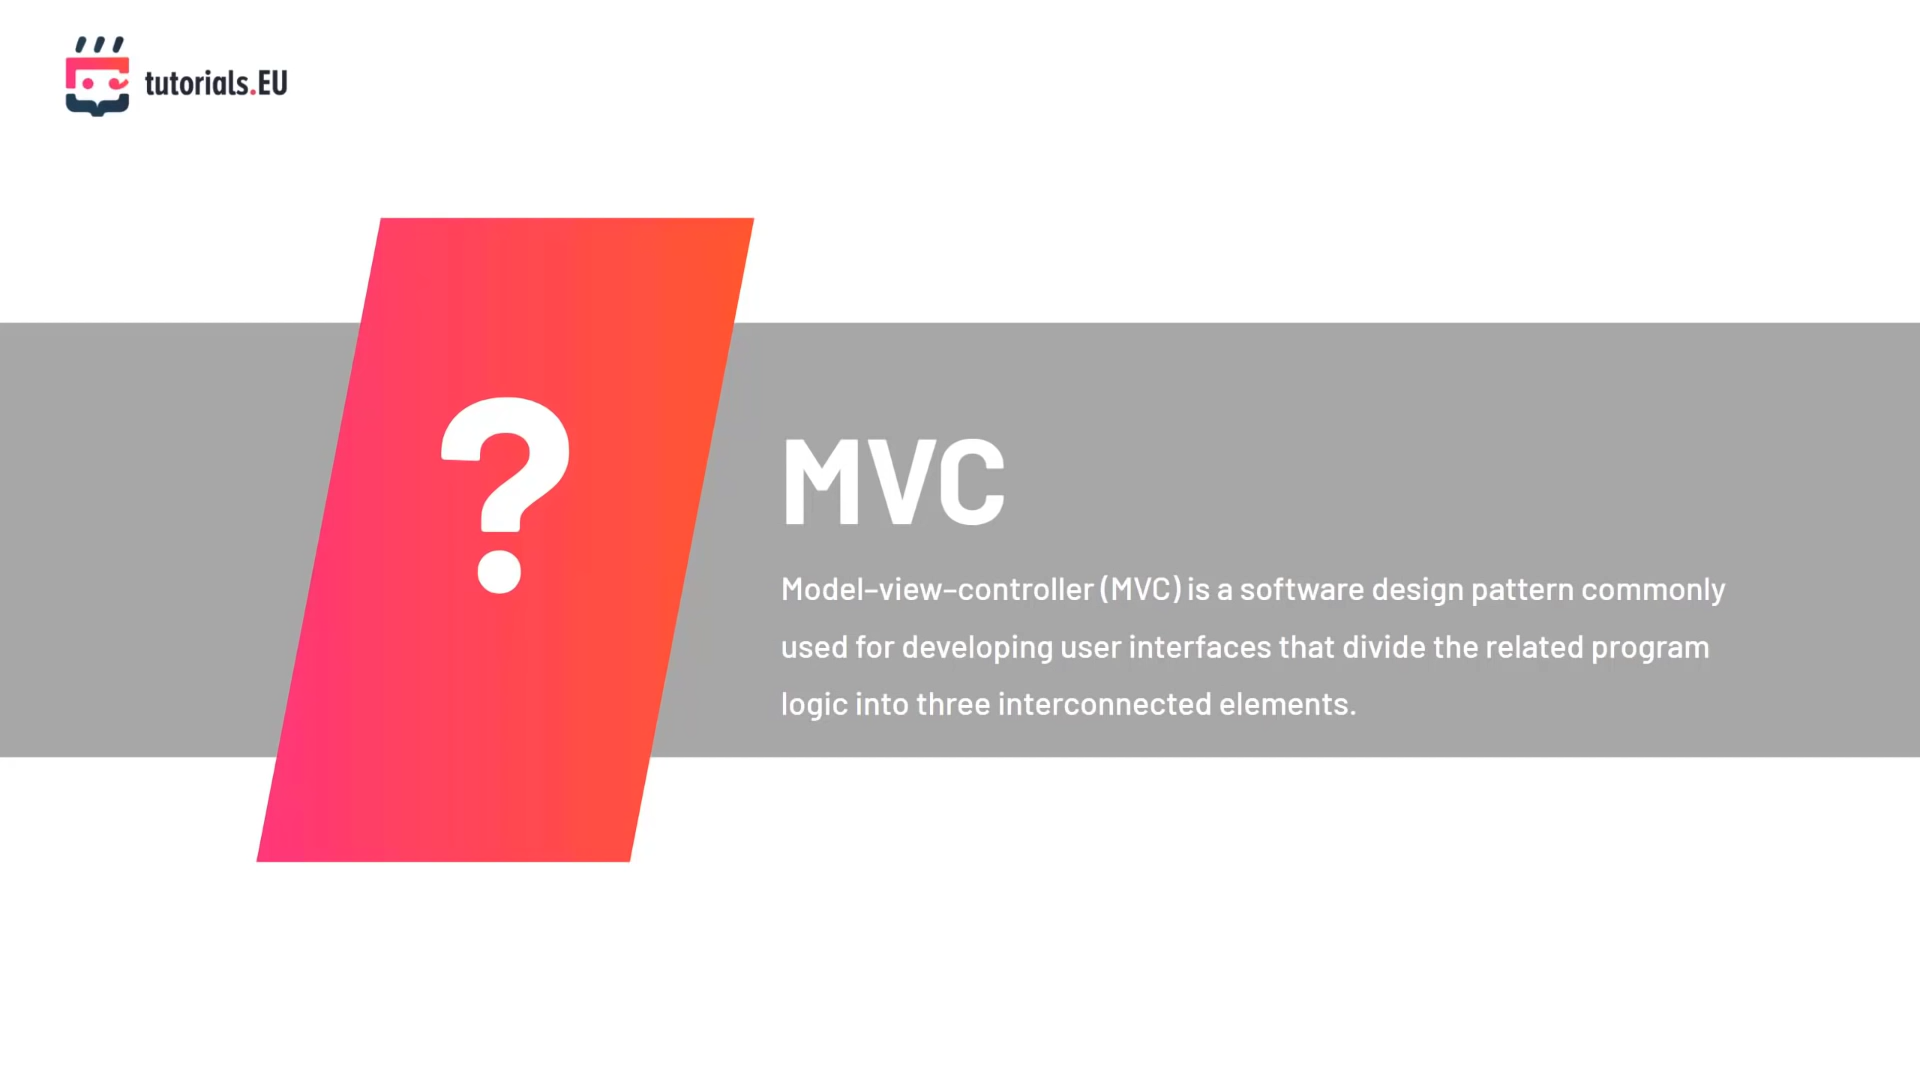 tutorials.EU
?
MVC
Model–view–controller (MVC) is a software design pattern commonly
used for developing user interfaces that divide the related program
logic into three interconnected elements.